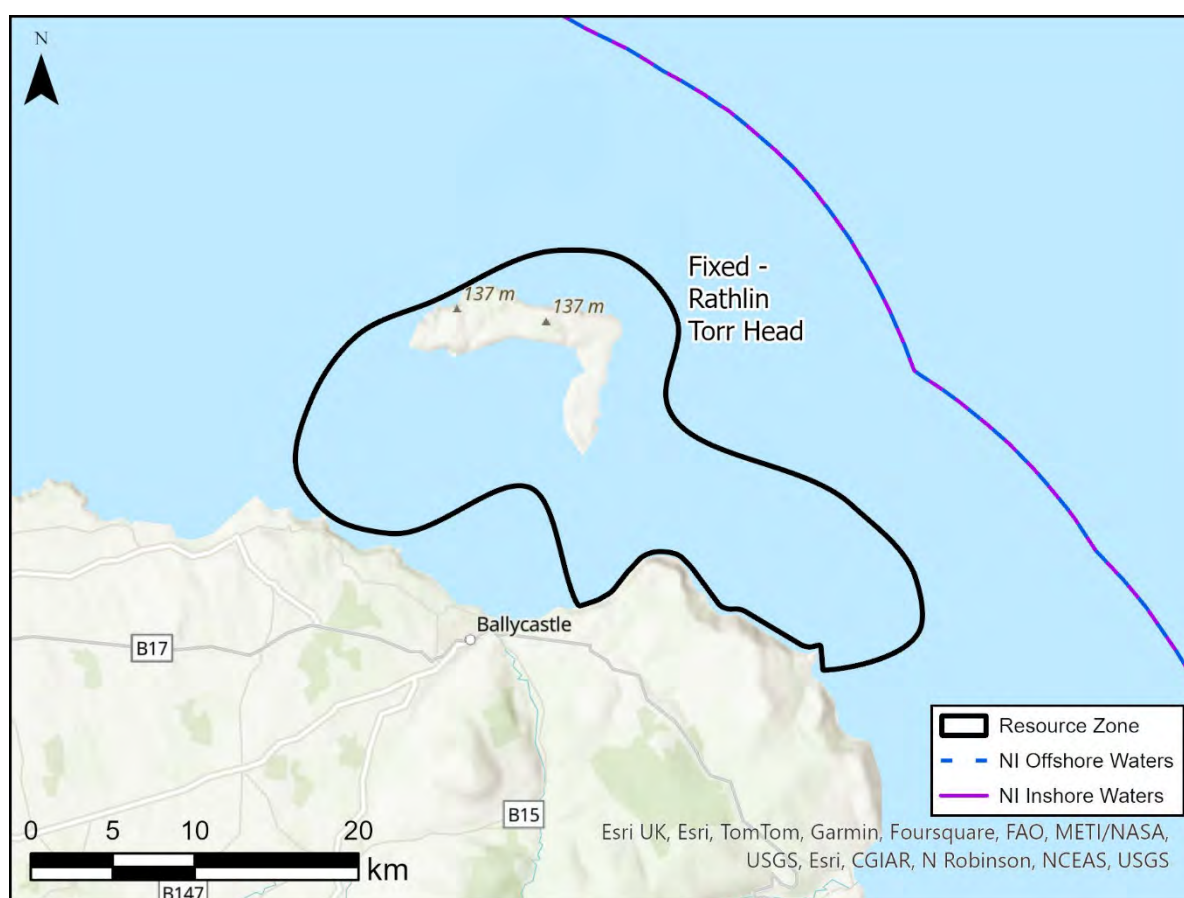 N
137 m
137 m
Fixed -
Rathlin
Torr Head
Ballycastle
B17
B15
B147
0 5 10 20
km
Resource Zone
NI Offshore Waters
NI Inshore Waters
Esri UK, Esri, TomTom, Garmin, Foursquare, FAO, METI/NASA,
USGS, Esri, CGIAR, N Robinson, NCEAS, USGS